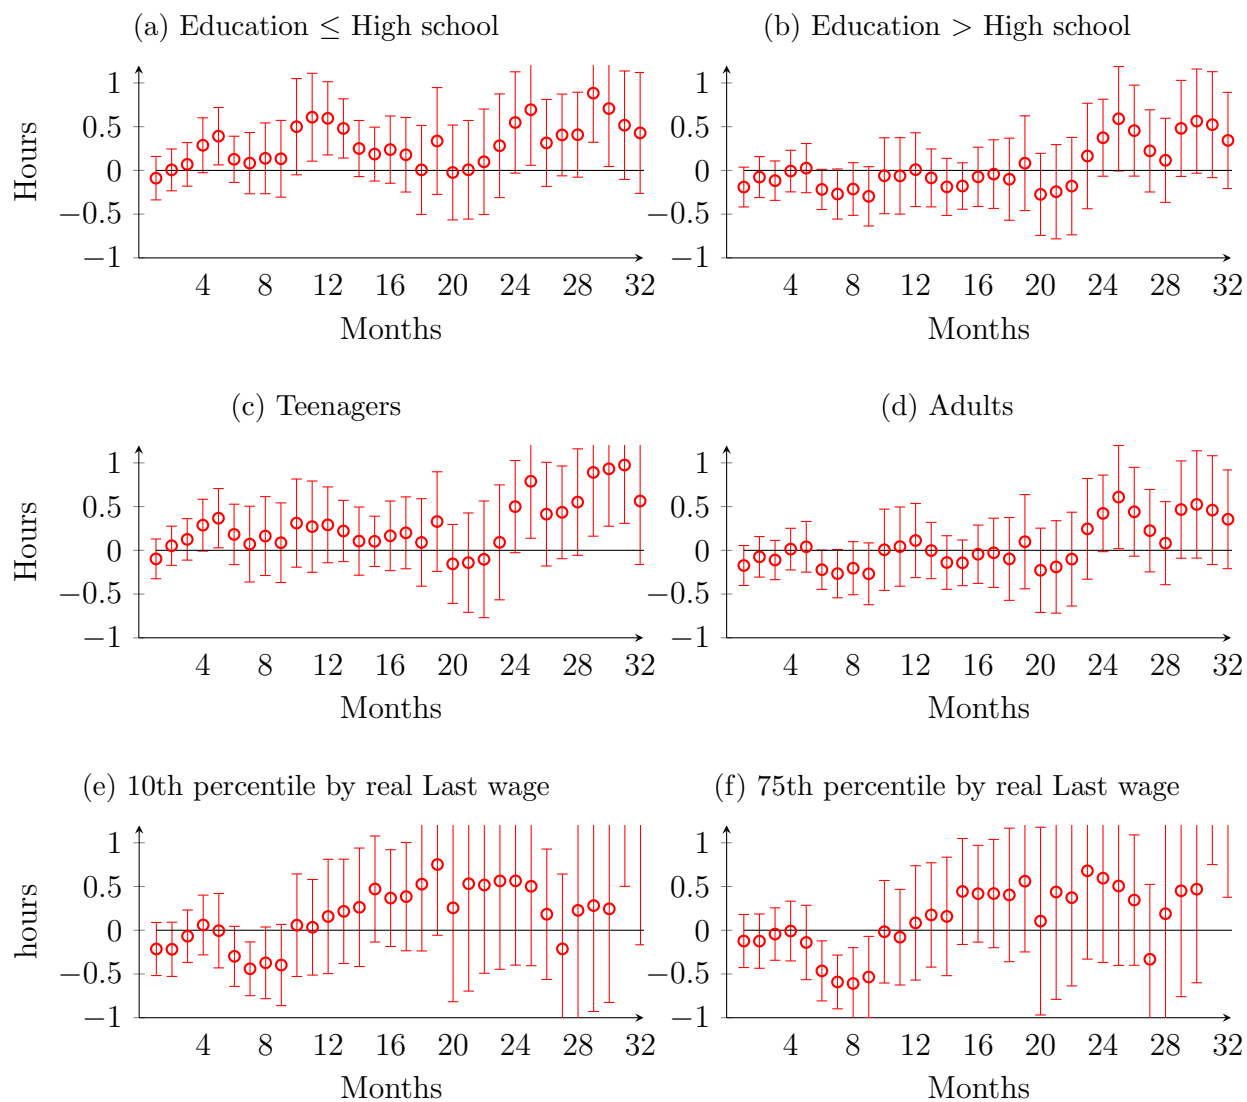 (a) Education ≤ High school
(b) Education > High school
1
0.5
0
−0.5
−1
Hours
4 8 12 16 20 24 28 32
Months
1
0.5
0
−0.5
−1
4 8 12 16 20 24 28 32
Months
(c) Teenagers
(d) Adults
1
0.5
0
−0.5
−1
Hours
4 8 12 16 20 24 28 32
Months
1
0.5
0
−0.5
−1
4 8 12 16 20 24 28 32
Months
(e) 10th percentile by real Last wage
(f) 75th percentile by real Last wage
1
0.5
0
−0.5
−1
hours
4 8 12 16 20 24 28 32
Months
1
0.5
0
−0.5
−1
4 8 12 16 20 24 28 32
Months